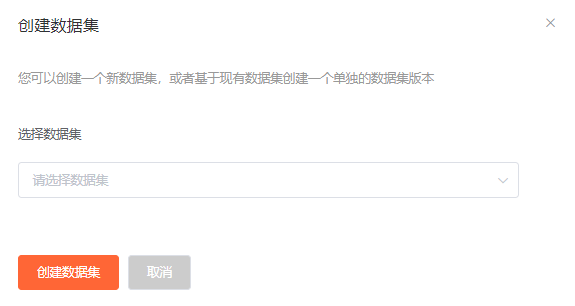 创建数据集
您可以创建一个新数据集，或者基于现有数据集创建一个单独的数据集版本
选择数据集
请选择数据集
创建数据集
取消